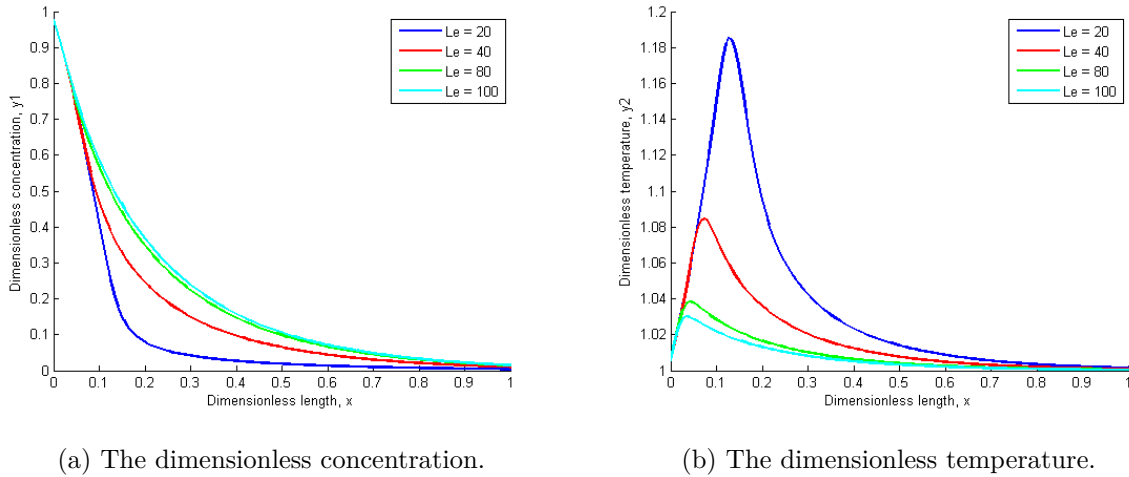 1
0.9
0.8
0.7
0.6
0.5
0.4
0.3
0.2
0.1
0
Dimensionless concentration, y1
Le = 20
Le = 40
Le = 80
Le = 100
0 0.1 0.2 0.3 0.4 0.5 0.6 0.7 0.8 0.9 1
Dimensionless length, x
(a) The dimensionless concentration.
1.2
1.18
1.16
1.14
1.12
1.1
1.08
1.06
1.04
1.02
1
Dimensionless temperature, y2
Le = 20
Le = 40
Le = 80
Le = 100
0 0.1 0.2 0.3 0.4 0.5 0.6 0.7 0.8 0.9 1
Dimensionless length, x
(b) The dimensionless temperature.